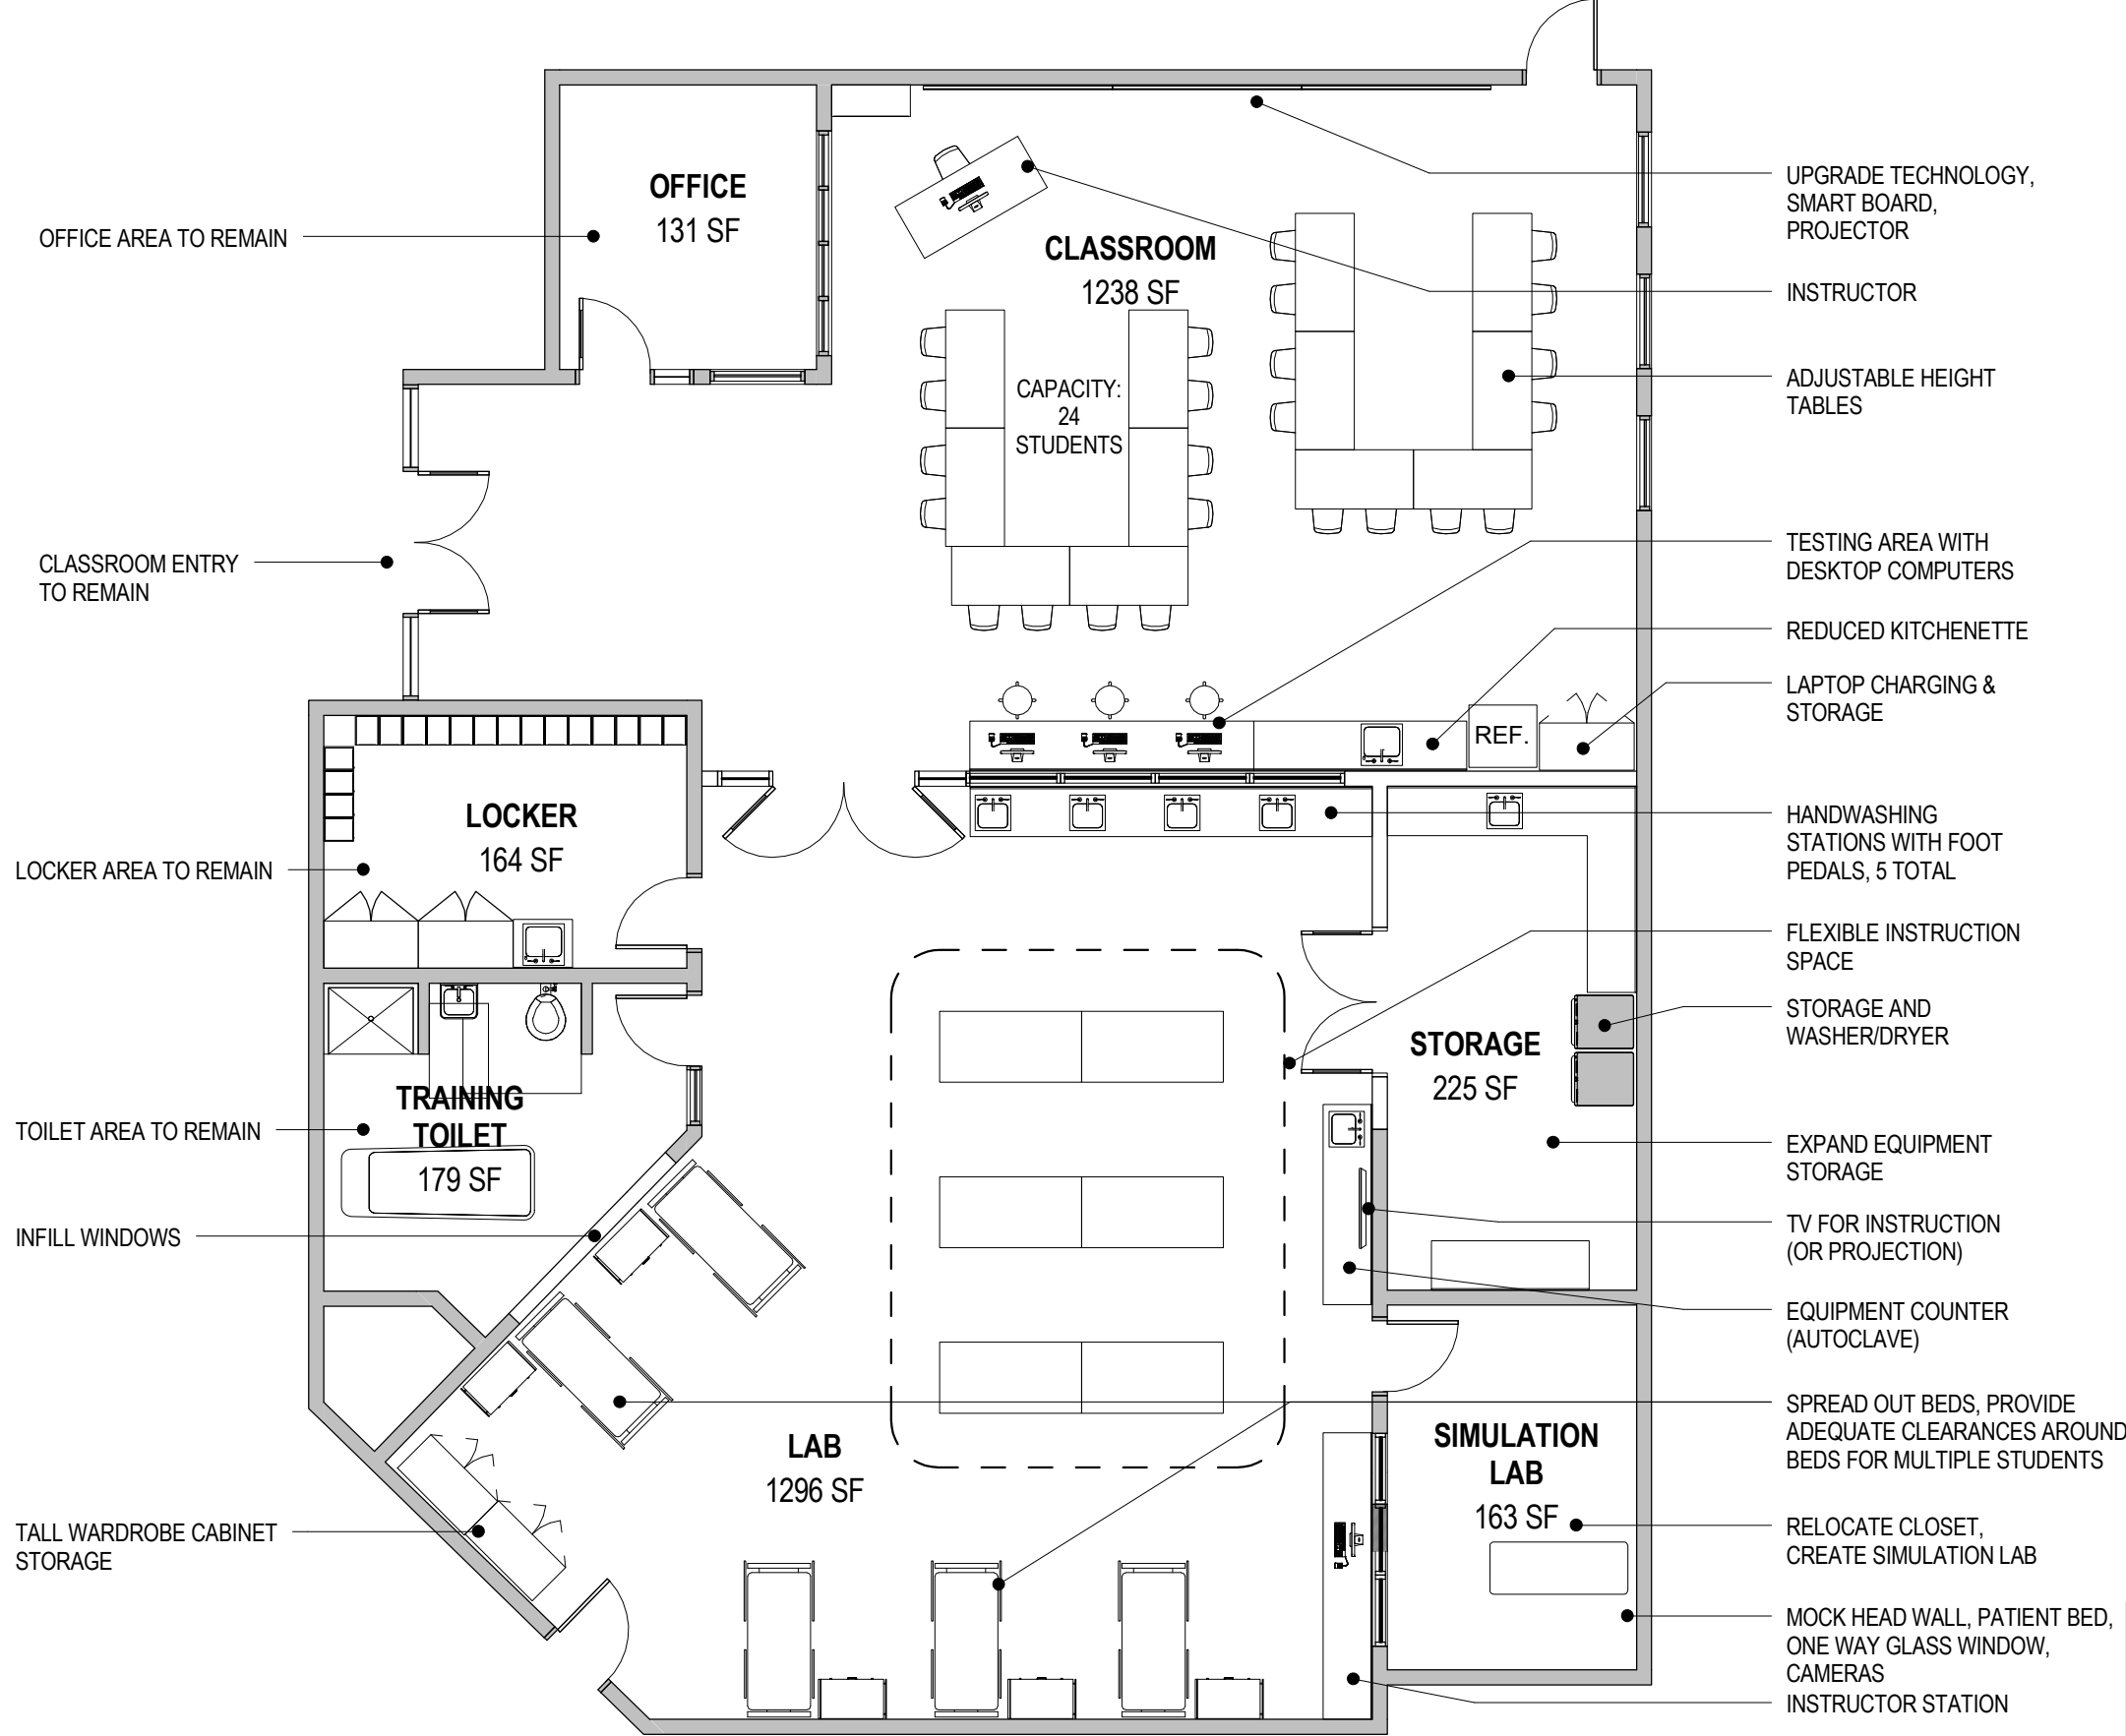 OFFICE AREA TO REMAIN
CLASSROOM ENTRY
TO REMAIN
LOCKER AREA TO REMAIN
TOILET AREA TO REMAIN
INFILL WINDOWS
TALL WARDROBE CABINET
STORAGE
OFFICE
131 SF
CLASSROOM
1238 SF
CAPACITY:
24
STUDENTS
REF.
LOCKER
164 SF
TRAINING
TOILET
179 SF
STORAGE
225 SF
LAB
1296 SF
SIMULATION
LAB
163 SF
UPGRADE TECHNOLOGY,
SMART BOARD,
PROJECTOR
INSTRUCTOR
ADJUSTABLE HEIGHT
TABLES
TESTING AREA WITH
DESKTOP COMPUTERS
REDUCED KITCHENETTE
LAPTOP CHARGING &
STORAGE
HANDWASHING
STATIONS WITH FOOT
PEDALS, 5 TOTAL
FLEXIBLE INSTRUCTION
SPACE
STORAGE AND
WASHER/DRYER
EXPAND EQUIPMENT
STORAGE
TV FOR INSTRUCTION
(OR PROJECTION)
EQUIPMENT COUNTER
(AUTOCLAVE)
SPREAD OUT BEDS, PROVIDE
ADEQUATE CLEARANCES AROUND
BEDS FOR MULTIPLE STUDENTS
RELOCATE CLOSET,
CREATE SIMULATION LAB
MOCK HEAD WALL, PATIENT BED,
ONE WAY GLASS WINDOW,
CAMERAS
INSTRUCTOR STATION